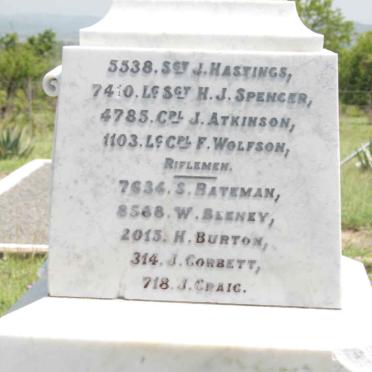 5538. Sgt J. Hastings,
7410. Lc Sgt H. J. Spencer,
4785. Cpl J. Atkinson,
1103. Lc Cpl F. Wolfson,
Riflemen.
7634. S. Bateman,
8568. W. Bleney,
2015. H. Burton,
314. J. Corbett,
718. J. Craig.